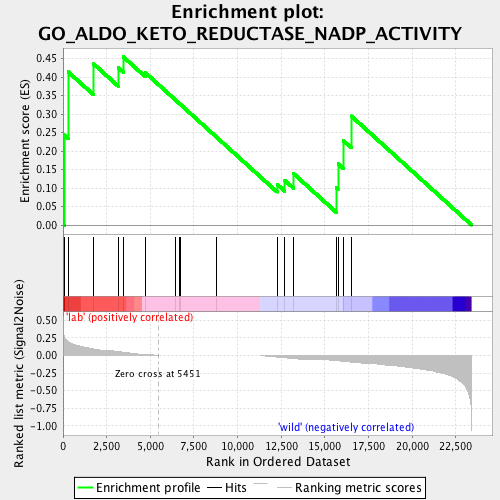 Enrichment plot:
GO_ALDO_KETO_REDUCTASE_NADP_ACTIVITY
Enrichment score (ES)
0.45
0.40
0.35
0.30
0.25
0.20
0.15
0.10
0.05
0.00
'lab' (positively correlated)
Ranked list metric (Signal2Noise)
0.50
0.25
0.00
-0.25
-0.50
-0.75
-1.00
Zero cross at 5451
'wild' (negatively correlated)
0 2,500 5,000 7,500 10,000 12,500 15,000 17,500 20,000 22,500
Rank in Ordered Dataset
Enrichment profile Hits Ranking metric scores